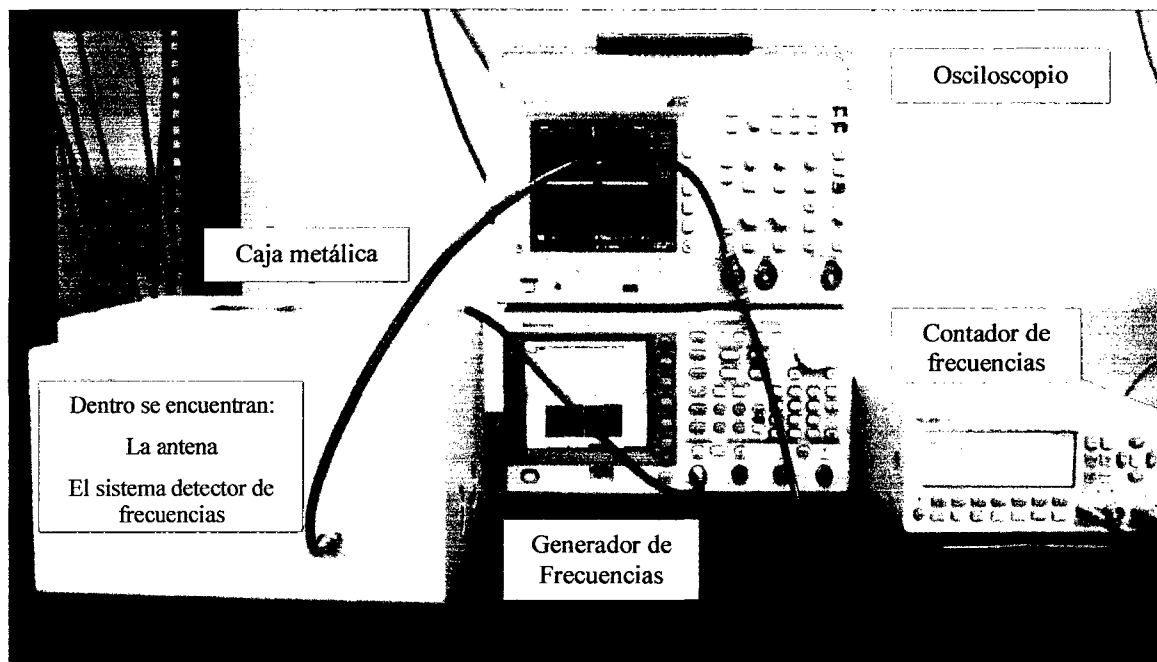 Osciloscopio
Caja metálica
Contador de
frecuencias
Dentro se encuentran:
La antena
El sistema detector de
frecuencias
Generador de
Frecuencias